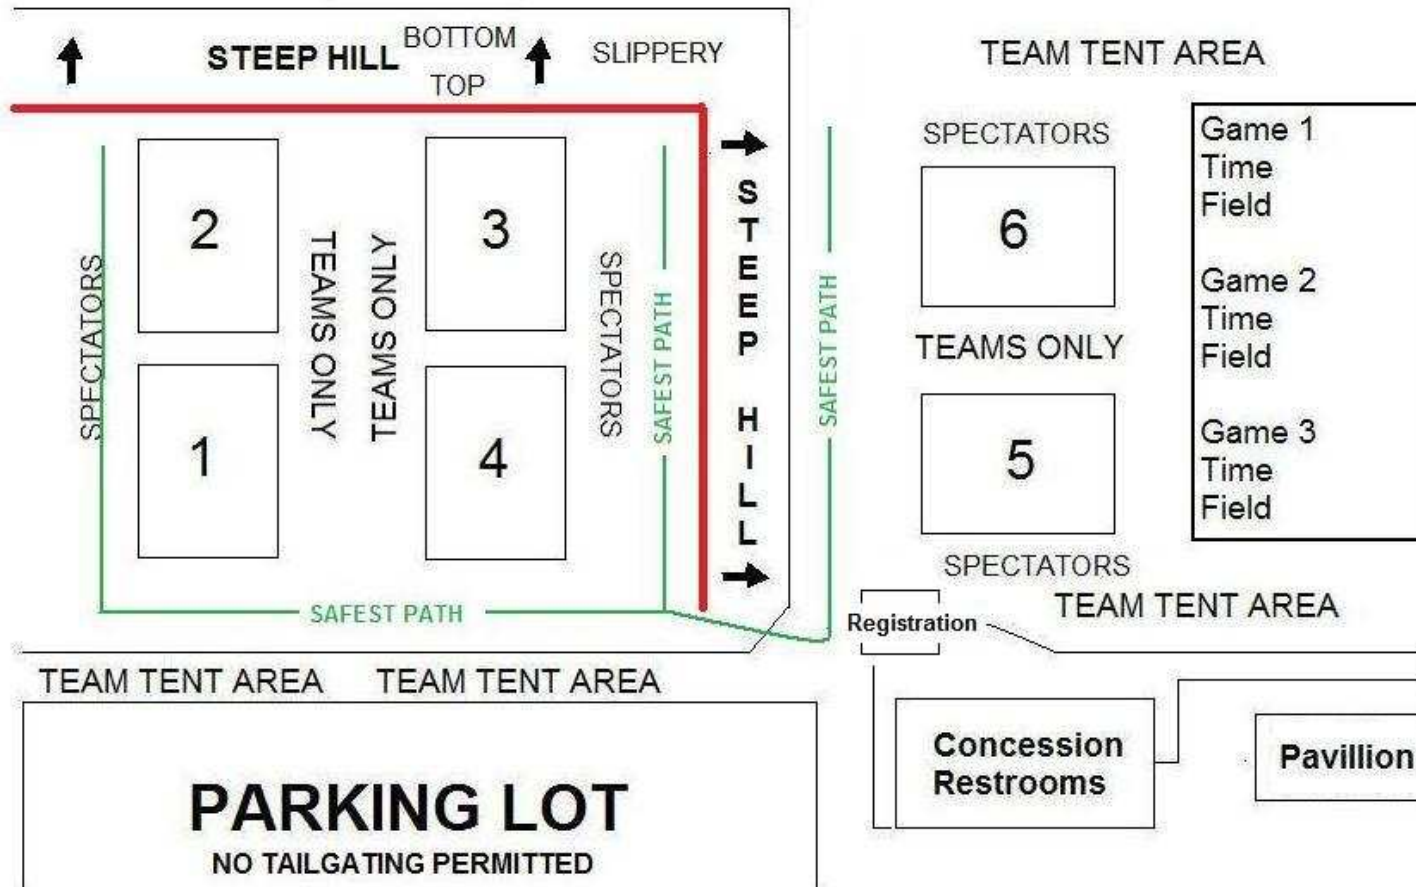 STEEP HILL
BOTTOM
TOP
SLIPPERY
TEAM TENT AREA
SPECTATORS
2
TEAMS ONLY
TEAMS ONLY
3
SPECTATORS
SAFEST PATH
1
4
STEEP HILL
SAFEST PATH
SPECTATORS
6
TEAMS ONLY
5
SPECTATORS
Game 1
Time
Field
Game 2
Time
Field
Game 3
Time
Field
SAFEST PATH
Registration
TEAM TENT AREA
TEAM TENT AREA
TEAM TENT AREA
PARKING LOT
NO TAILGATING PERMITTED
Concession
Restrooms
Pavillion